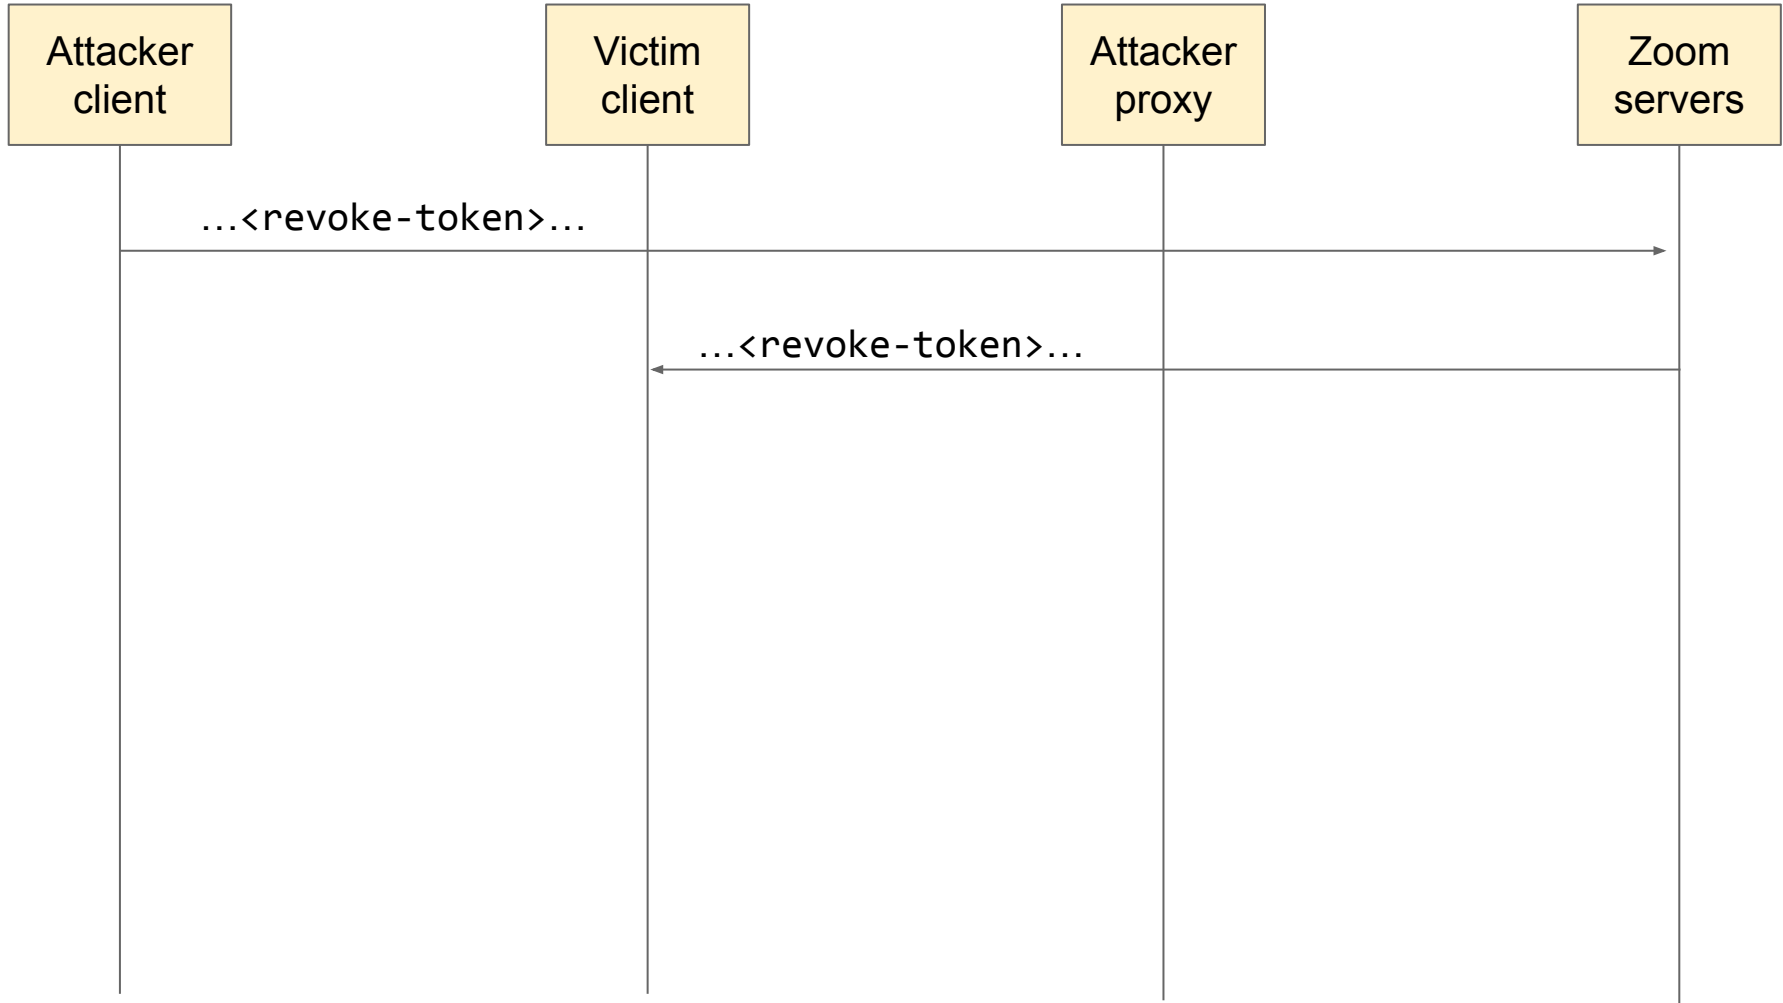 Attacker
client
Victim
client
Attacker
proxy
Zoom
servers
…<revoke-token>…
…<revoke-token>…